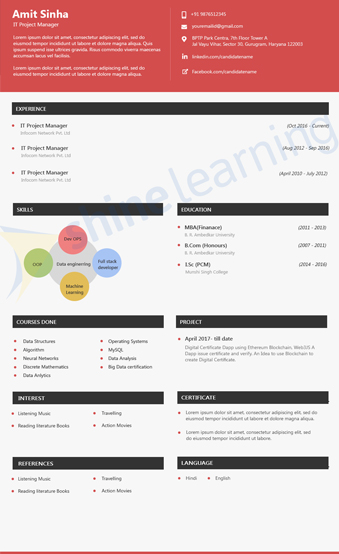 Amit Sinha
IT Project Manager
Lorem ipsum dolor sit amet, consectetur adipiscing elit, sed do
eiusmod tempor incididunt ut labore et dolore magna aliqua. Quis
ipsum suspend isse ultrices gravida. Risus commodo viverra maecenas
accumsan lacus vel facilisis.
Lorem ipsum dolor sit amet, consectetur adipiscing elit, sed do
eiusmod tempor incididunt ut labore et dolore magna aliqua.
+91 9876512345
youremailid@gmail.com
BPTP Park Centra, 7th Floor Tower A
Jal Vayu Vihar, Sector 30, Gurugram, Haryana 122003
linkedin.com/candidatename
Facebook.com/candidatename
EXPERIENCE
IT Project Manager (Oct 2016 - Current)
Infocom Network Pvt. Ltd
IT Project Manager (Aug 2012 - Sep 2016)
Infocom Network Pvt. Ltd
IT Project Manager (April 2010 - July 2012)
Infocom Network Pvt. Ltd
shine learning
SKILLS
Dev OPS
OOP
Data enginerring
Full stack
developer
Machine
Learning
EDUCATION
MBA(Finanace) (2011 - 2013)
B. R. Ambedkar University
B.Com (Honours) (2007 - 2011)
B. R. Ambedkar University
I.Sc (PCM) (2014 - 2016)
Munshi Singh College
COURSES DONE
Data Structures
Algorithm
Neural Networks
Discrete Mathematics
Data Anlytics
Operating Systems
MySQL
Data Analysis
Big Data certification
PROJECT
April 2017- till date
Digital Certificate Dapp using Ethereum Blockchain, Web3JS A
Dapp issue certificate and verify. An Idea to use Blockchain to
create Digital Certificate.
INTEREST
Listening Music
Reading literature Books
Travelling
Action Movies
CERTIFICATE
Lorem ipsum dolor sit amet, consectetur adipiscing elit, sed do
eiusmod tempor incididunt ut labore et dolore.
Lorem ipsum dolor sit amet, consectetur adipiscing elit, sed do
eiusmod tempor incididunt ut labore.
REFERENCES
Listening Music
Reading literature Books
Travelling
Action Movies
LANGUAGE
Hindi
English